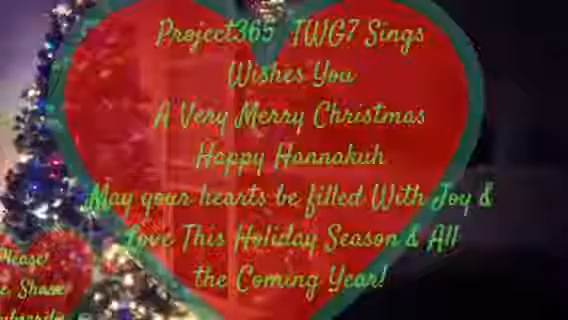 Project365 TWG7 Sings
Wishes You
A Very Merry Christmas
Happy Hannakuh
May your hearts be filled With Joy &
Love This Holiday Season & All
the Coming Year!
Please!
e, Share
ubscribe